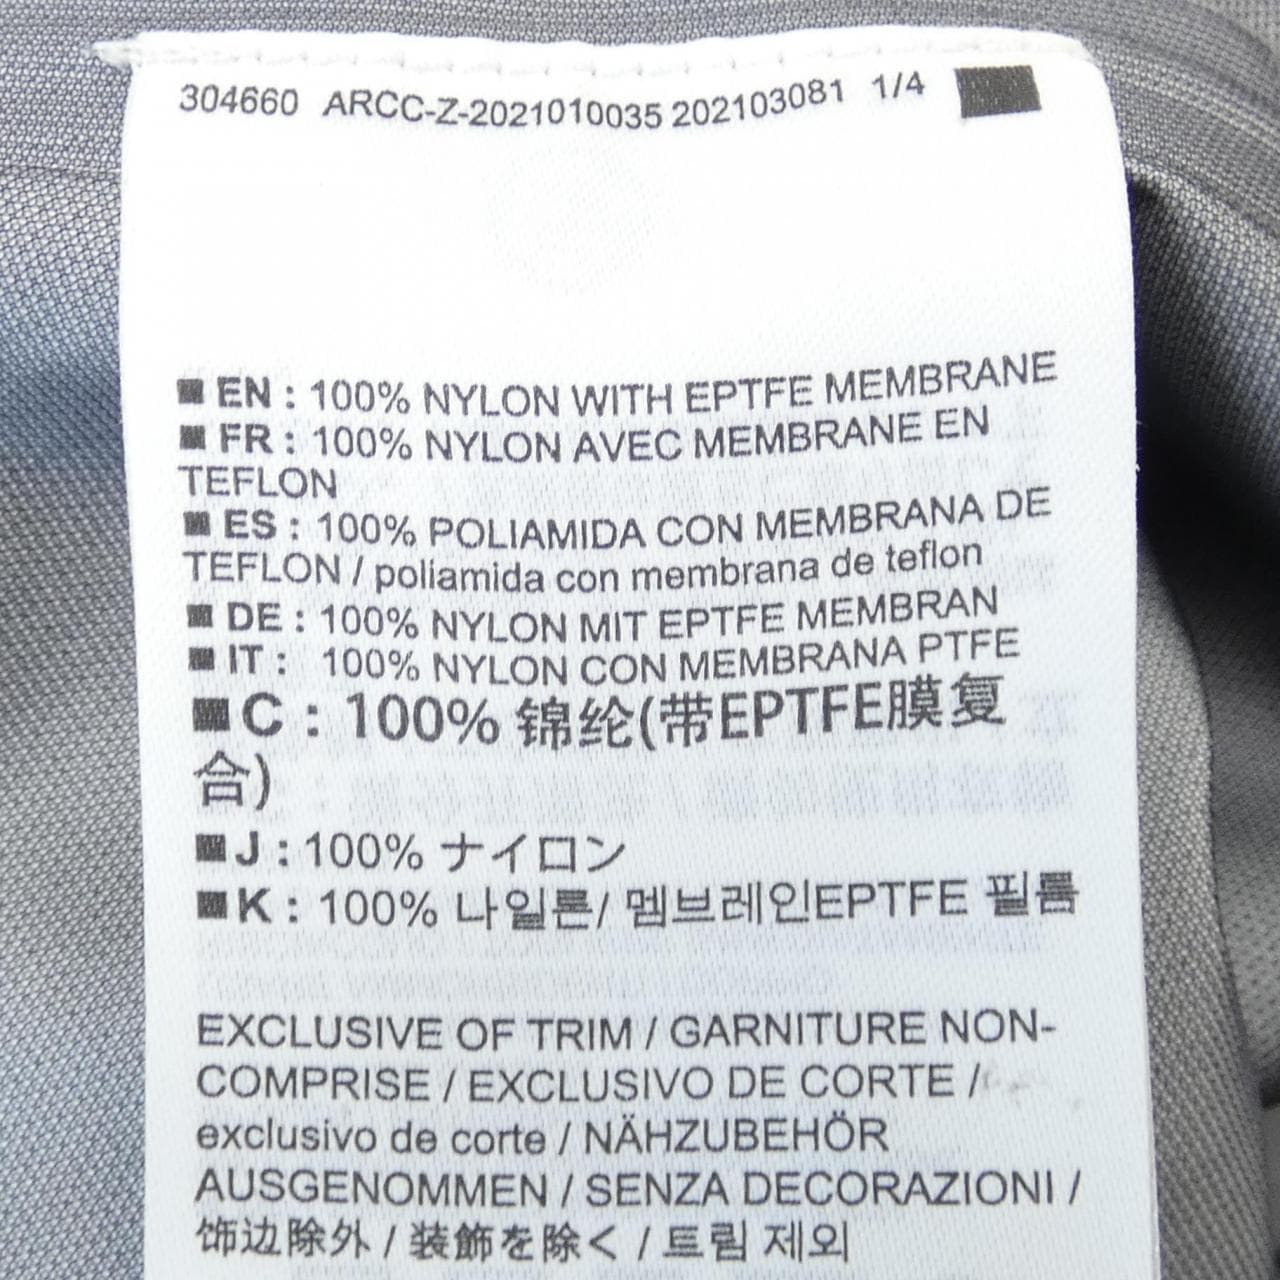 304660 ARCC-Z-2021010035 202103081 1/4
EN : 100% NYLON WITH EPTFE MEMBRANE
FR : 100% NYLON AVEC MEMBRANE EN
TEFLON
ES : 100% POLIAMIDA CON MEMBRANA DE
TEFLON / poliamida con membrana de teflon
DE : 100% NYLON MIT EPTFE MEMBRAN
IT : 100% NYLON CON MEMBRANA PTFE
C : 100% 锦纶(带EPTFE膜复
合)
J : 100% ナイロン
K : 100% 나일론/ 멤브레인EPTFE 필름
EXCLUSIVE OF TRIM / GARNITURE NON-
COMPRISE / EXCLUSIVO DE CORTE /
exclusivo de corte / NÄHZUBEHÖR
AUSGENOMMEN / SENZA DECORAZIONI /
饰边除外 / 装飾を除く / 트림 제외